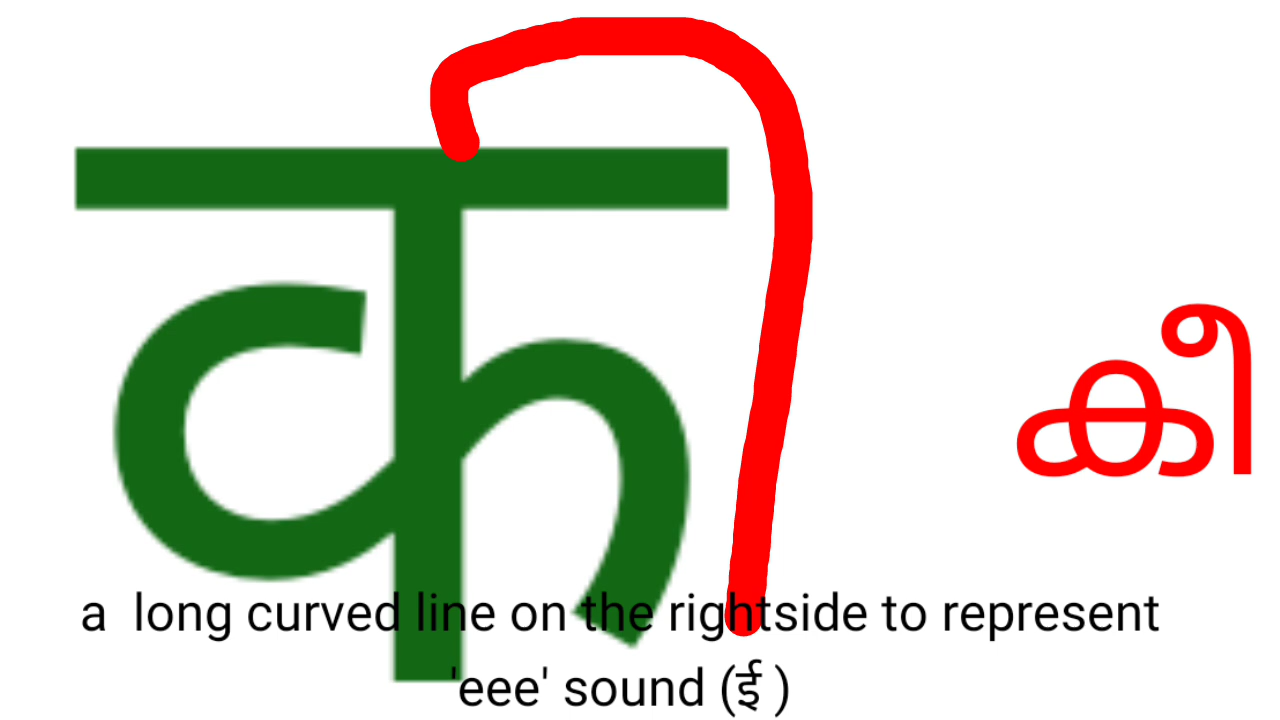 की
കീ
a  long curved line on the rightside to represent
'eee' sound (ई )